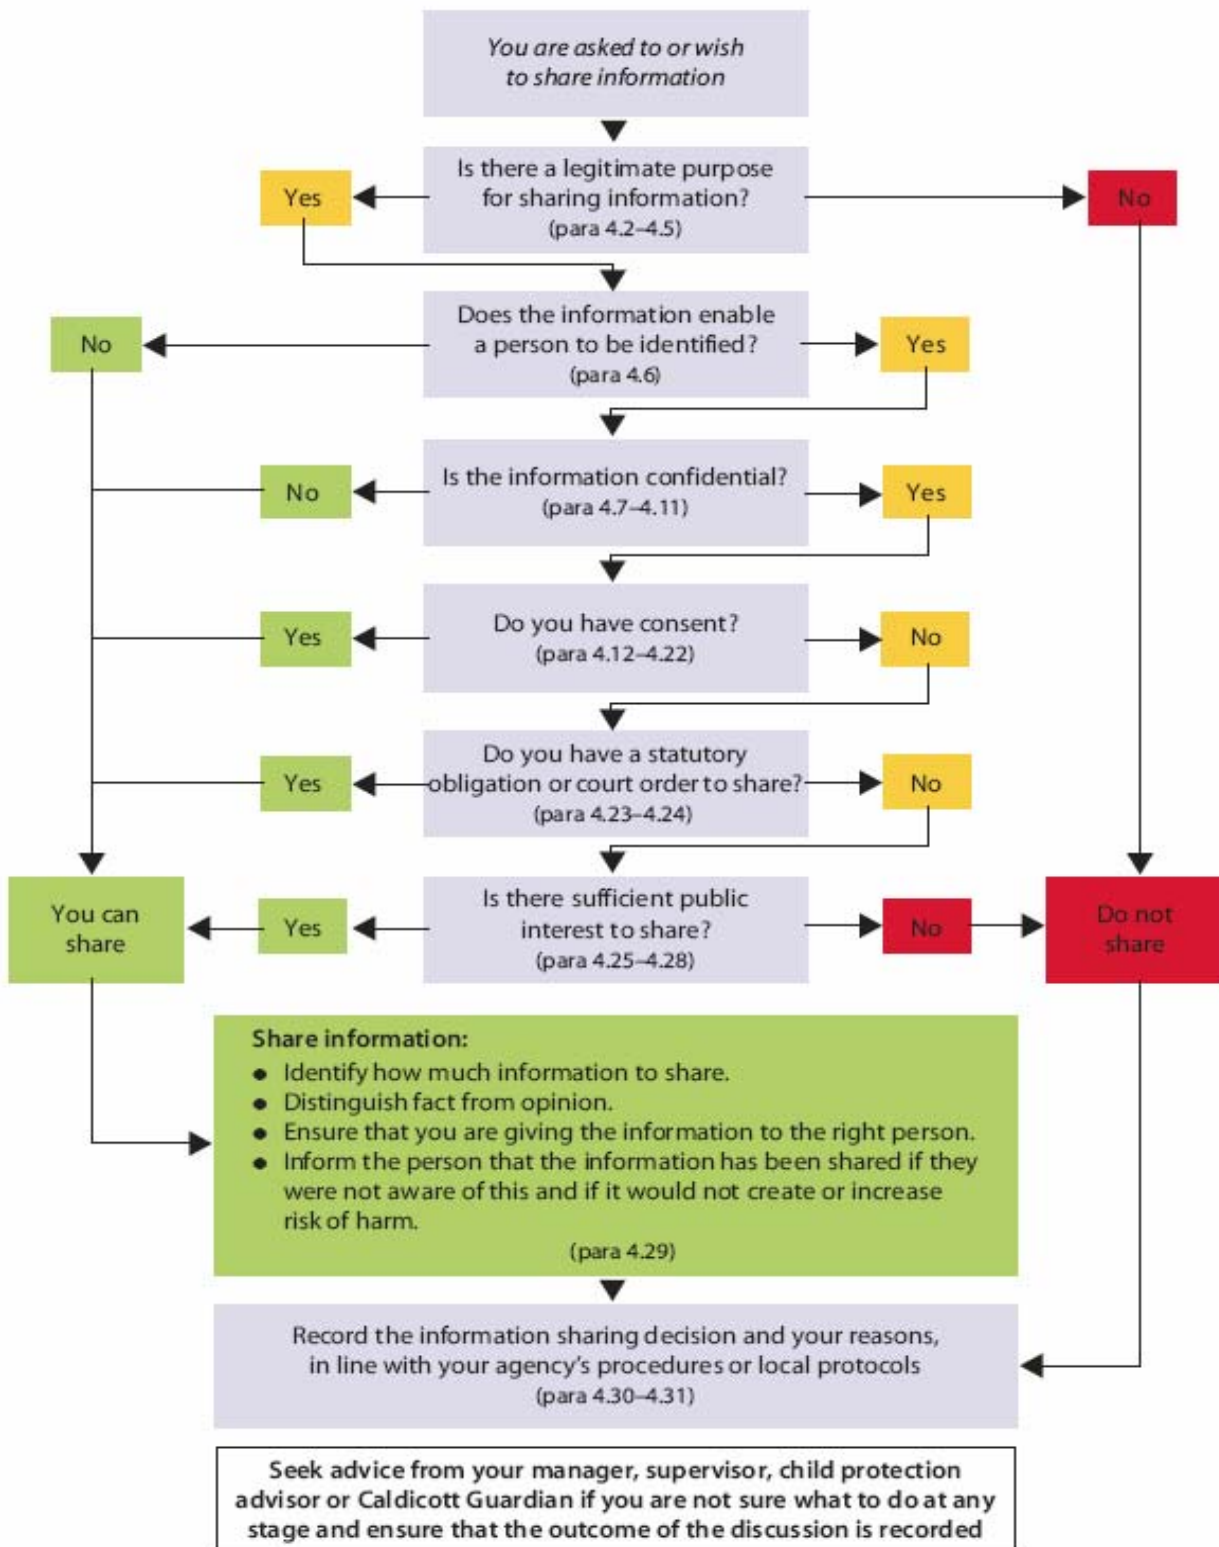 You are asked to or wish
to share information
Is there a legitimate purpose
for sharing information?
(para 4.2–4.5)
Yes
No
Does the information enable
a person to be identified?
(para 4.6)
No
Yes
Is the information confidential?
(para 4.7–4.11)
No
Yes
Do you have consent?
(para 4.12–4.22)
Yes
No
Do you have a statutory
obligation or court order to share?
(para 4.23–4.24)
Yes
No
You can
share
Yes
Is there sufficient public
interest to share?
(para 4.25–4.28)
No
Do not
share
Share information:
● Identify how much information to share.
● Distinguish fact from opinion.
● Ensure that you are giving the information to the right person.
● Inform the person that the information has been shared if they
were not aware of this and if it would not create or increase
risk of harm.
(para 4.29)
Record the information sharing decision and your reasons,
in line with your agency's procedures or local protocols
(para 4.30–4.31)
Seek advice from your manager, supervisor, child protection
advisor or Caldicott Guardian if you are not sure what to do at any
stage and ensure that the outcome of the discussion is recorded